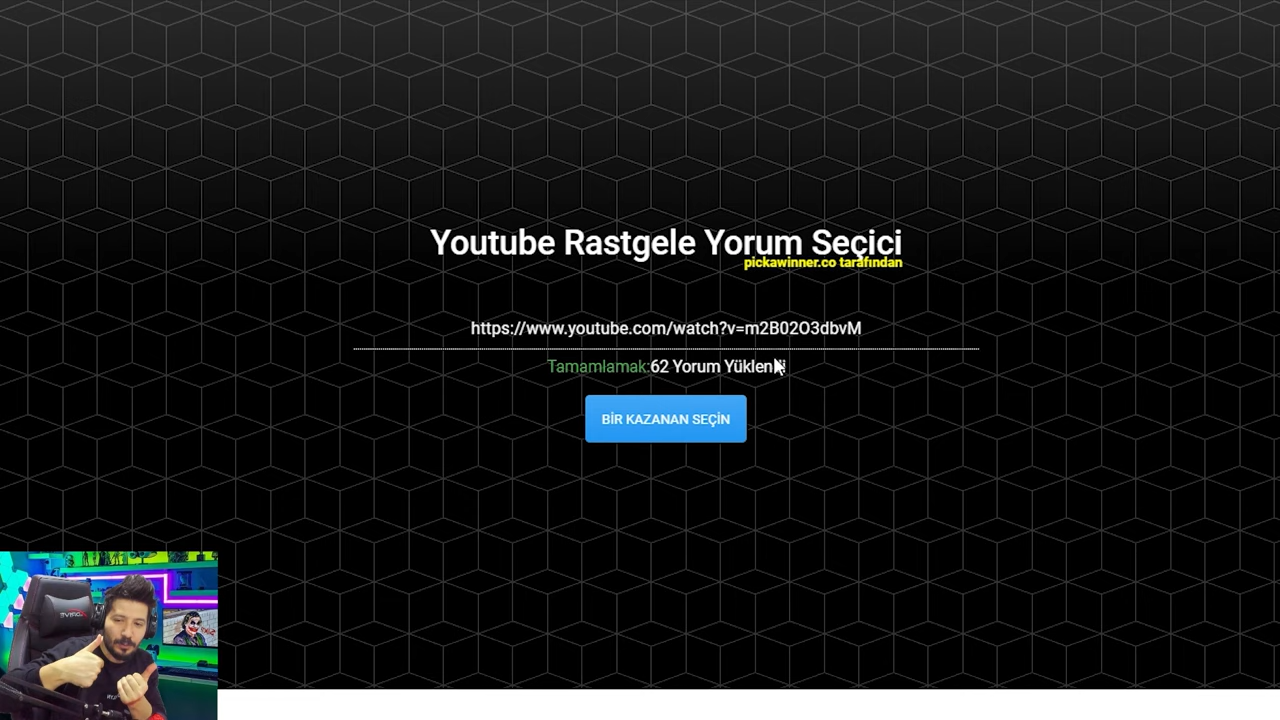 Youtube Rastgele Yorum Seçici
pickawinner.co tarafından
https://www.youtube.com/watch?v=m2B02O3dbvM
Tamamlamak:62 Yorum Yüklendi
BİR KAZANAN SEÇİN